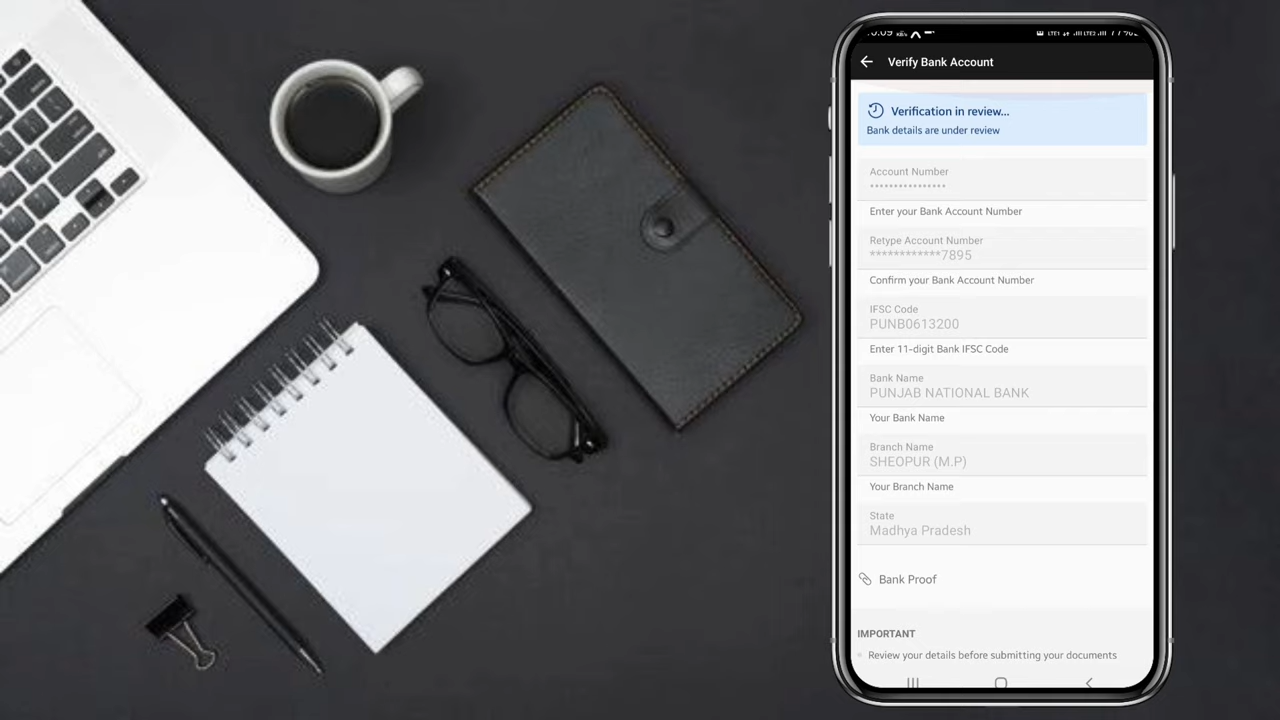 Verify Bank Account
Verification in review...
Bank details are under review
Account Number
****************
Enter your Bank Account Number
Retype Account Number
************7895
Confirm your Bank Account Number
IFSC Code
PUNB0613200
Enter 11-digit Bank IFSC Code
Bank Name
PUNJAB NATIONAL BANK
Your Bank Name
Branch Name
SHEOPUR (M.P)
Your Branch Name
State
Madhya Pradesh
Bank Proof
IMPORTANT
Review your details before submitting your documents